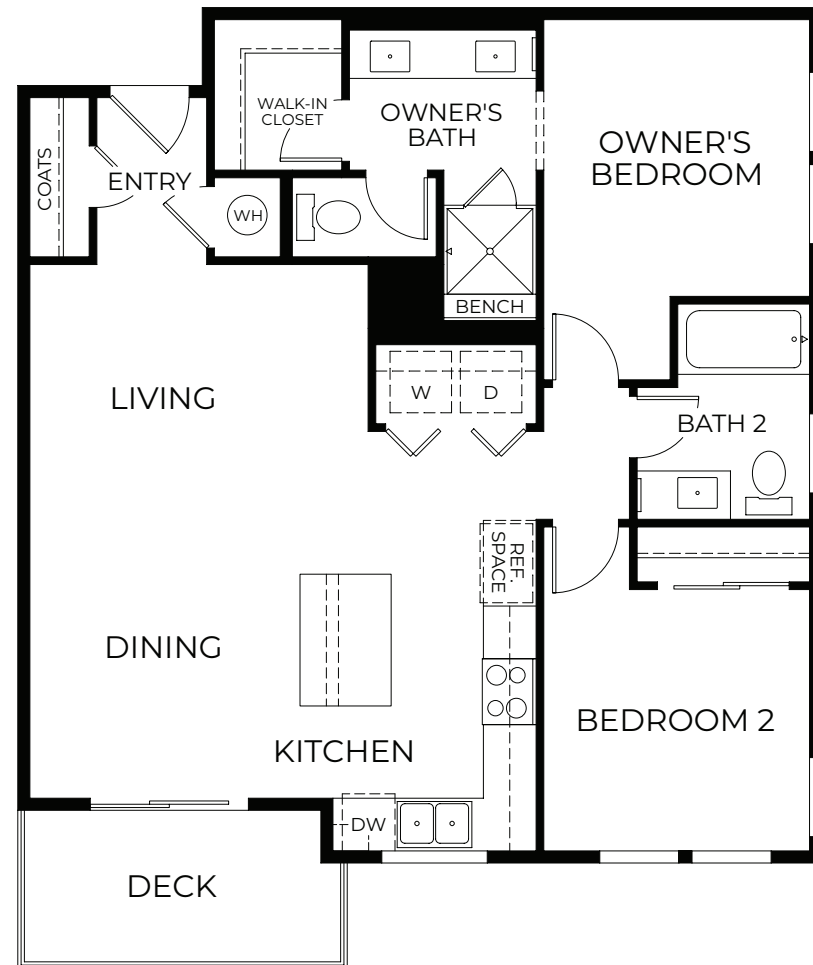 WALK-IN
CLOSET
OWNER'S
BATH
OWNER'S
BEDROOM
COATS
ENTRY
WH
BENCH
LIVING
W
D
BATH 2
REF.
SPACE
DINING
BEDROOM 2
KITCHEN
DW
DECK